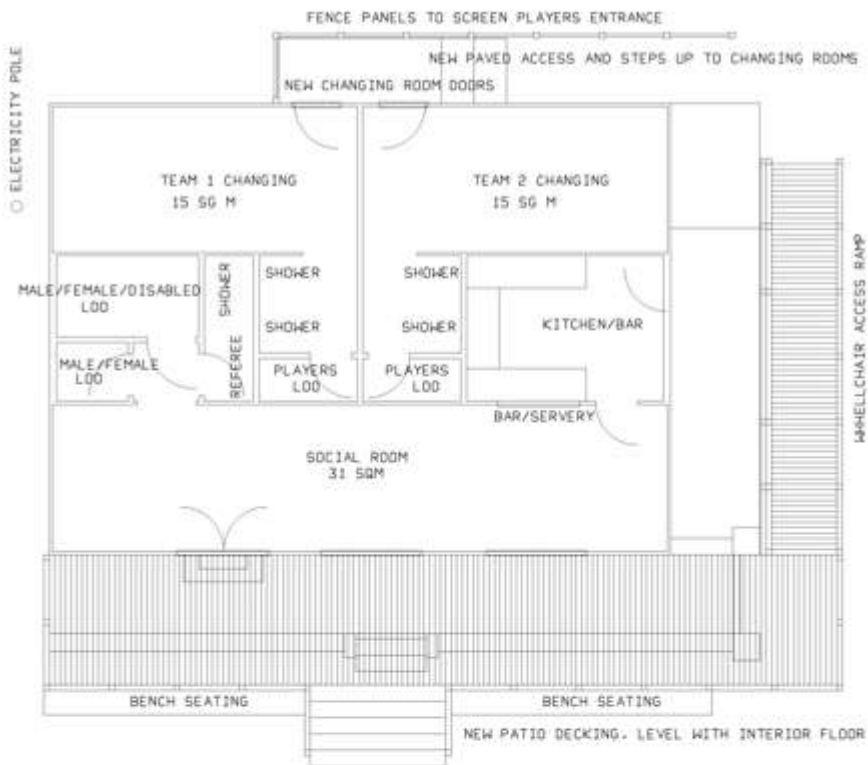 FENCE PANELS TO SCREEN PLAYERS ENTRANCE
NEW PAVED ACCESS AND STEPS UP TO CHANGING ROOMS
NEW CHANGING ROOM DOORS
ELECTRICITY POLE
TEAM 1 CHANGING
15 SG M
TEAM 2 CHANGING
15 SG M
MALE/FEMALE/DISABLED
LOO
SHOWER
SHOWER
SHOWER
SHOWER
SHOWER
KITCHEN/BAR
MALE/FEMALE
LOO
REFEREE
PLAYERS
LOO
PLAYERS
LOO
BAR/SERVERY
SOCIAL ROOM
31 SQM
WHHELLCHAIR ACCESS RAMP
BENCH SEATING
BENCH SEATING
NEW PATIO DECKING. LEVEL WITH INTERIOR FLOOR